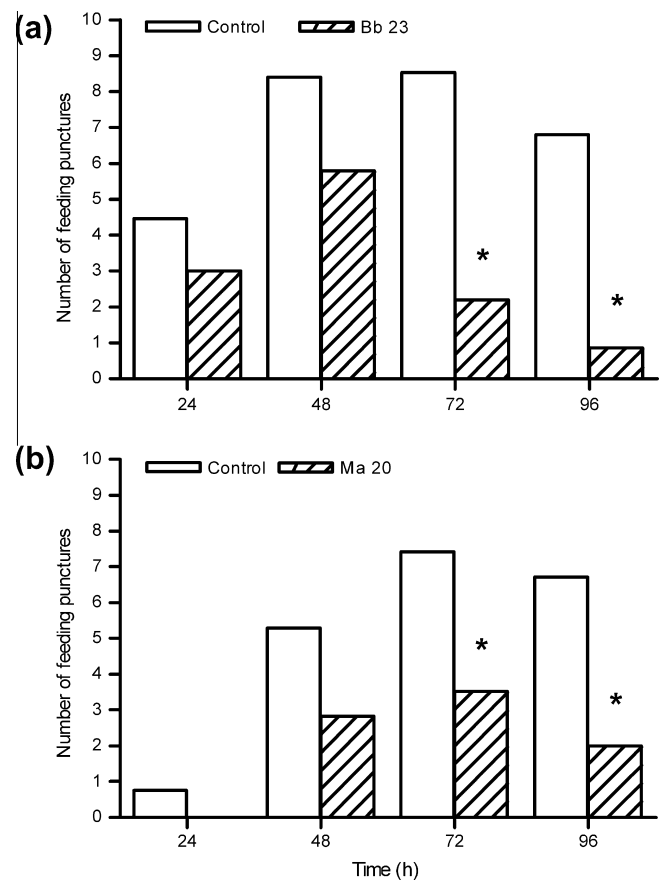 (a)
Control Bb 23
Number of feeding punctures
10
9
8
7
6
5
4
3
2
1
0
*
*
24 48 72 96
(b)
Control Ma 20
Number of feeding punctures
10
9
8
7
6
5
4
3
2
1
0
*
*
24 48 72 96
Time (h)